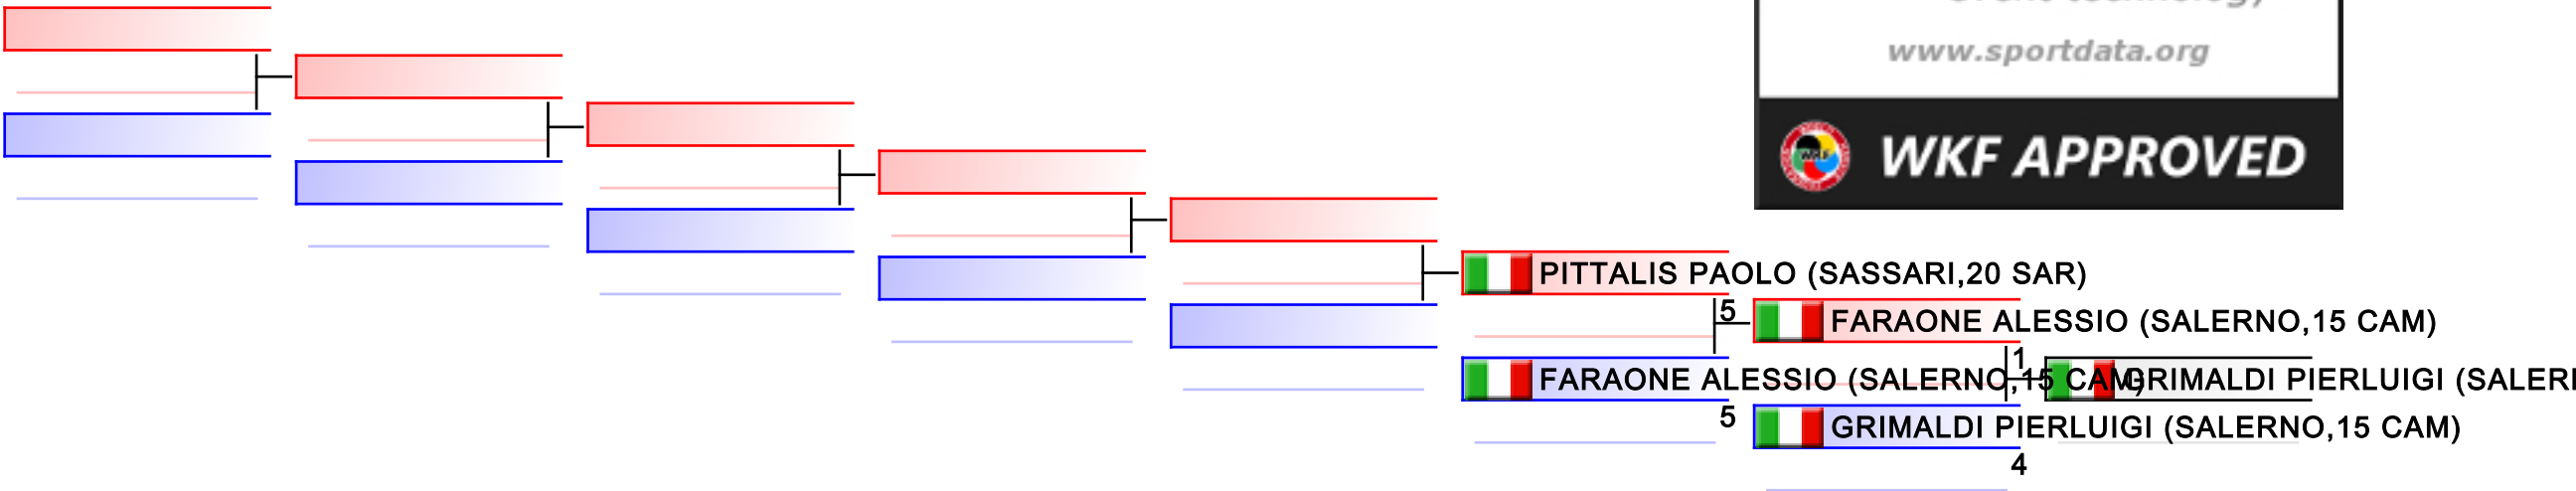 www.sportdata.org
WKF APPROVED
PITTALIS PAOLO (SASSARI,20 SAR)
5
FARAONE ALESSIO (SALERNO,15 CAM)
1
FARAONE ALESSIO (SALERNO,15 CAM)
GRIMALDI PIERLUIGI
5
GRIMALDI PIERLUIGI (SALERNO,15 CAM)
4